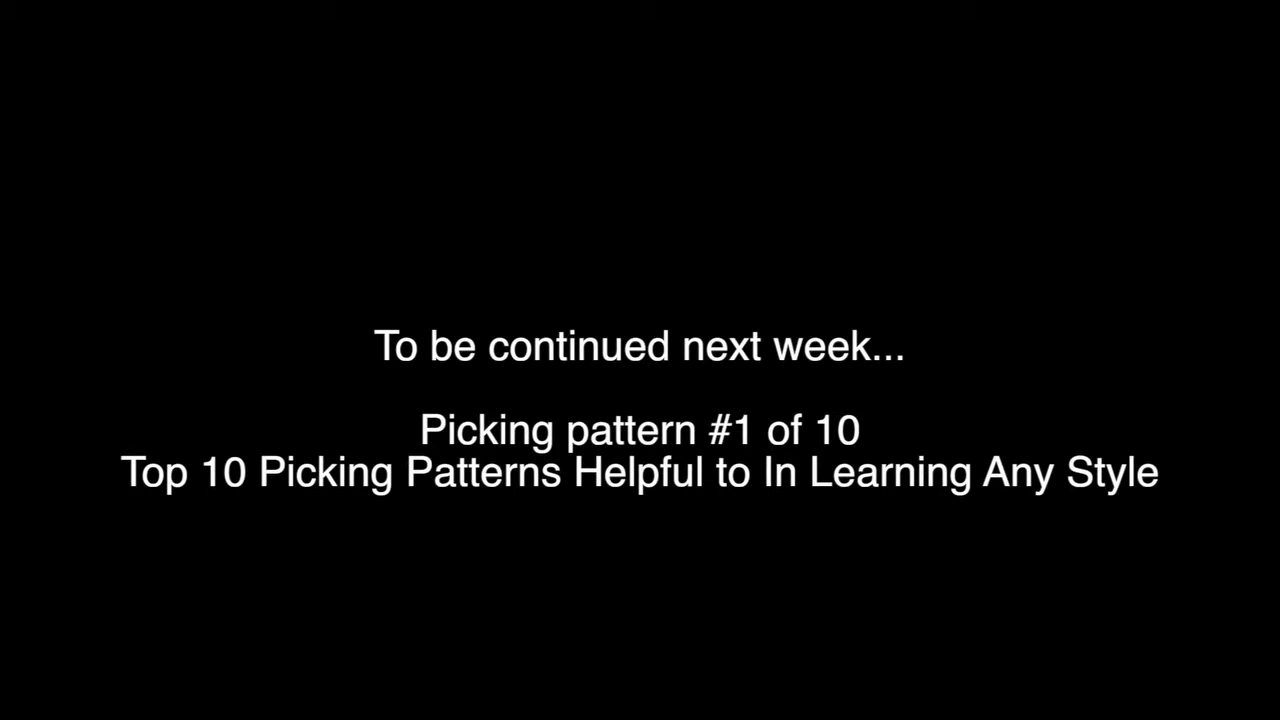 To be continued next week...
Picking pattern #1 of 10
Top 10 Picking Patterns Helpful to In Learning Any Style